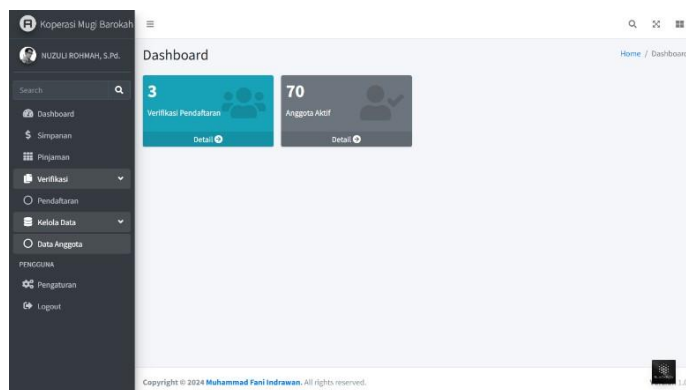 Koperasi Mugi Barokah
NUZULI ROHMAH, S.Pd.
Search
Dashboard
Simpanan
Pinjaman
Verifikasi
Pendaftaran
Kelola Data
Data Anggota
PENGGUNA
Pengaturan
Logout
Dashboard
Home / Dashboard
3
Verifikasi Pendaftaran
Detail
70
Anggota Aktif
Detail
Copyright © 2024 Muhammad Fani Indrawan. All rights reserved.